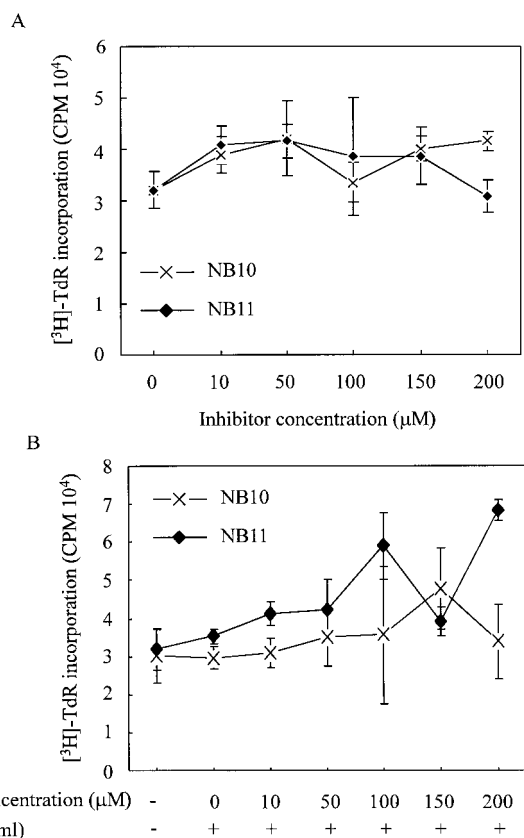 A
[³H]-TdR incorporation (CPM 10⁴)
6
5
4
3
2
1
0
NB10
NB11
0 10 50 100 150 200
Inhibitor concentration (μM)
B
[³H]-TdR incorporation (CPM 10⁴)
8
7
6
5
4
3
2
1
0
NB10
NB11
centration (μM) - 0 10 50 100 150 200
ml) - + + + + + +